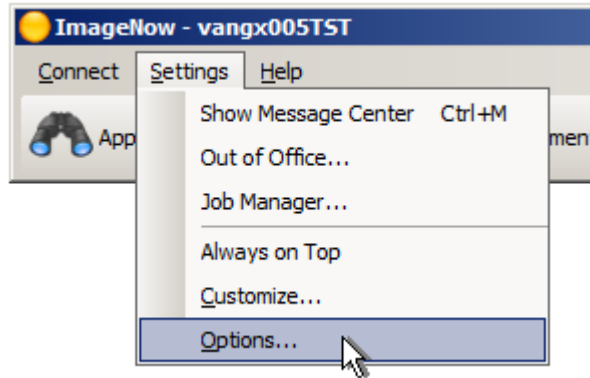 ImageNow - vangx005TST
Connect Settings Help
App
Show Message Center Ctrl+M
Out of Office...
Job Manager...
Always on Top
Customize...
Options...